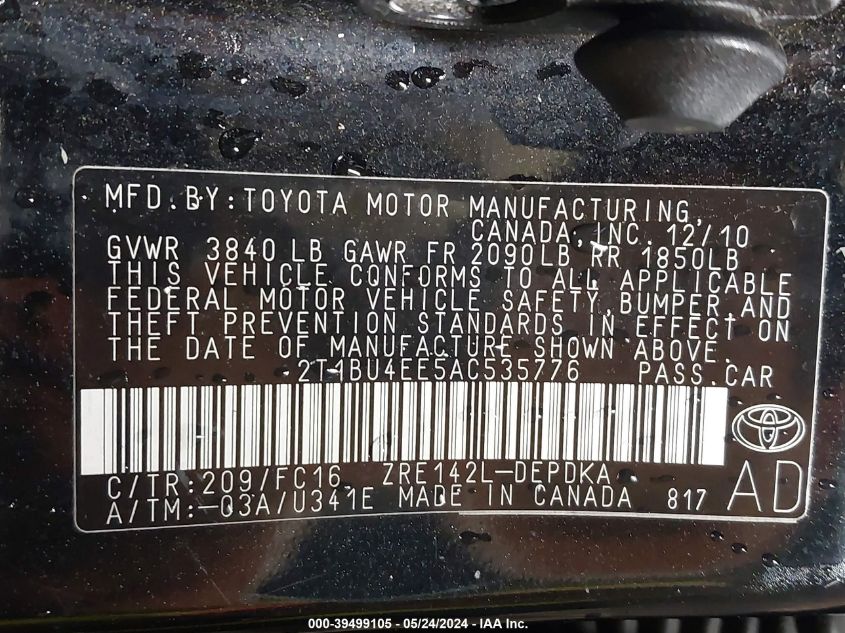 MFD.BY:TOYOTA MOTOR MANUFACTURING,
CANADA,INC. 12/10
GVWR 3840 LB GAWR FR 2090LB RR 1850LB
THIS VEHICLE CONFORMS TO ALL APPLICABLE
FEDERAL MOTOR VEHICLE SAFETY,BUMPER,AND
THEFT PREVENTION STANDARDS IN EFFECT ON
THE DATE OF MANUFACTURE SHOWN ABOVE.
2T1BU4EE5AC535776 PASS.CAR
C/TR:209/FC16 ZRE142L-DEPDKA
A/TM:-03A/U341E MADE IN CANADA 817 AD
000-39499105 - 05/24/2024 - IAA Inc.